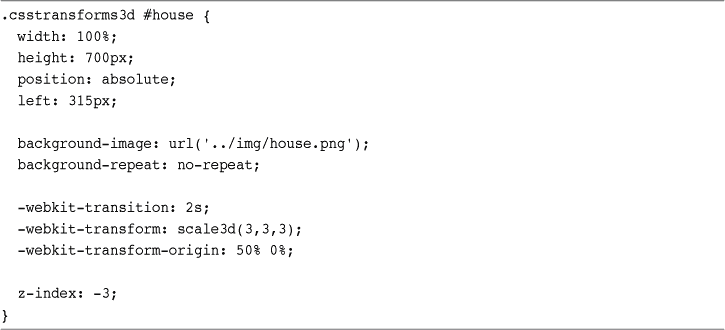 .csstransforms3d #house {
  width: 100%;
  height: 700px;
  position: absolute;
  left: 315px;

  background-image: url('../img/house.png');
  background-repeat: no-repeat;

  -webkit-transition: 2s;
  -webkit-transform: scale3d(3,3,3);
  -webkit-transform-origin: 50% 0%;

  z-index: -3;
}